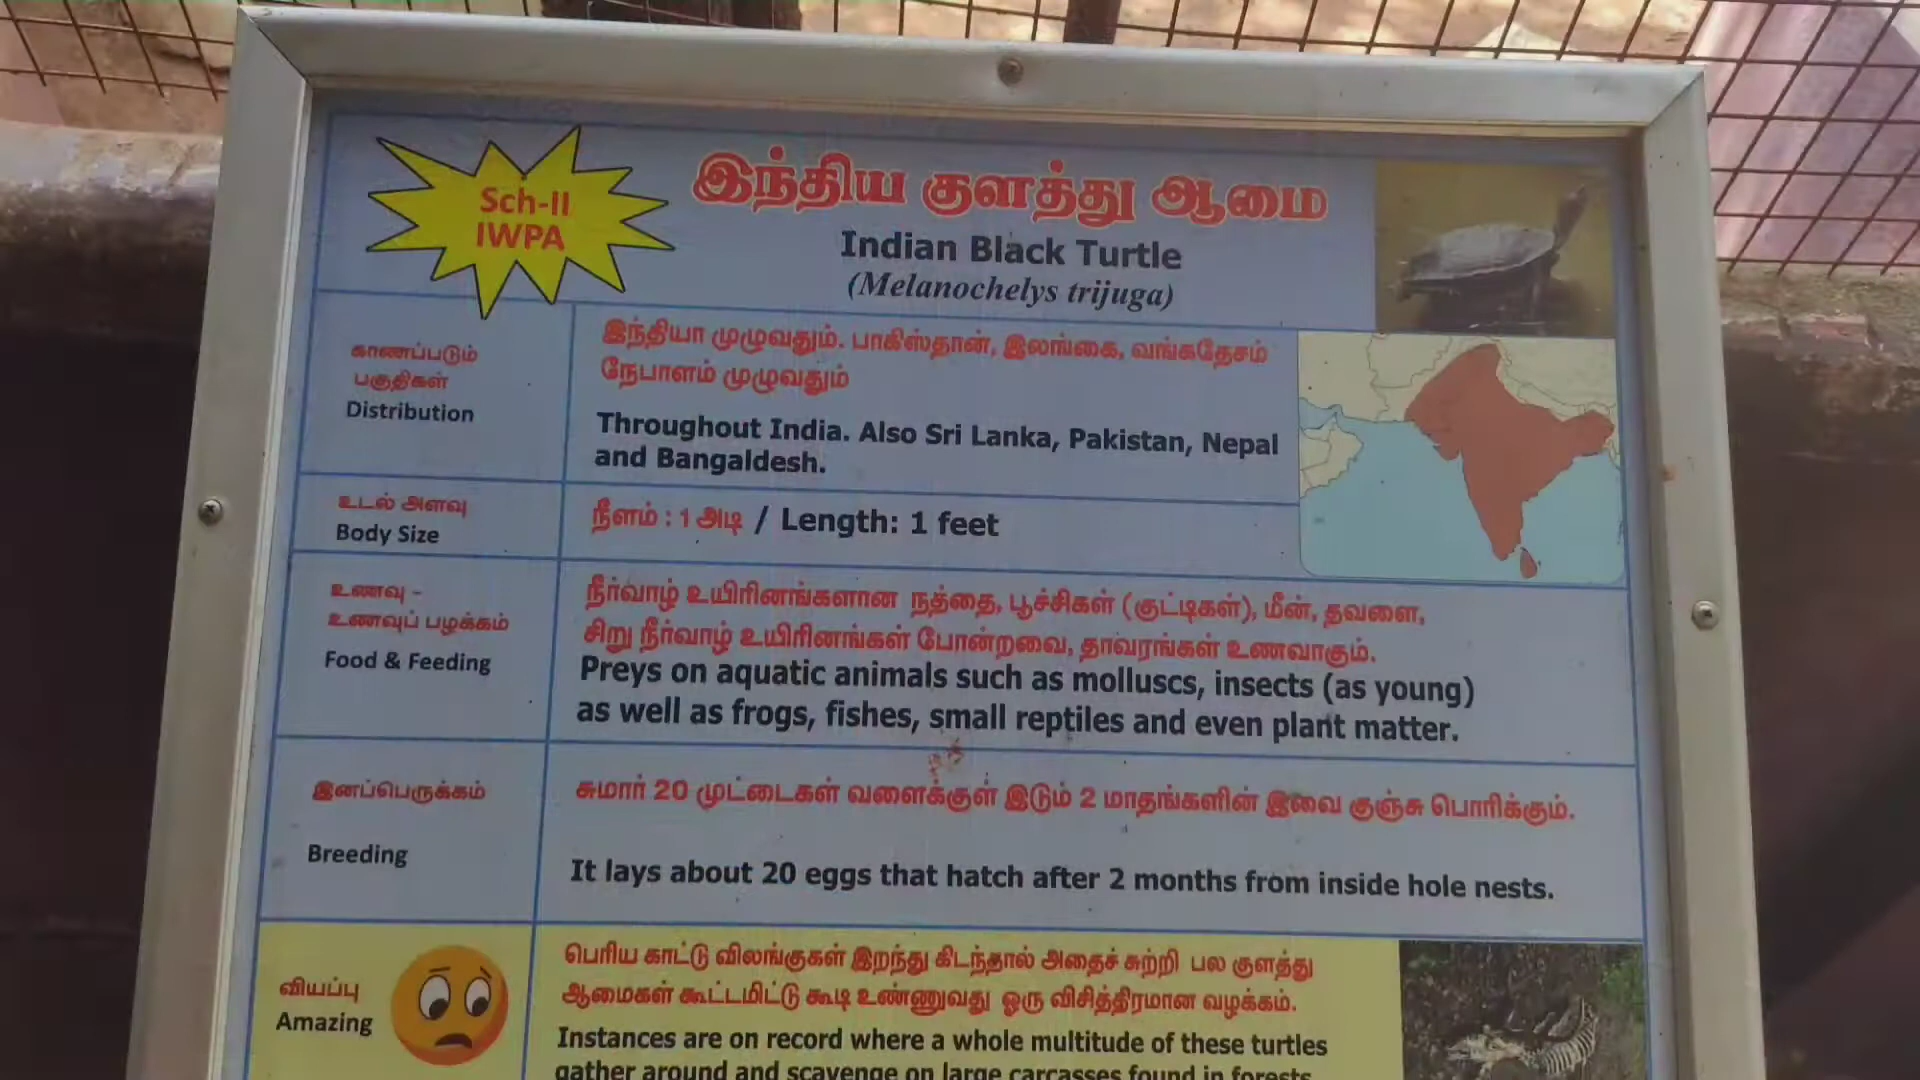 Sch-II
IWPA
இந்திய குளத்து ஆமை
Indian Black Turtle
(Melanochelys trijuga)
காணப்படும்
பகுதிகள்
Distribution
இந்தியா முழுவதும். பாகிஸ்தான், இலங்கை, வங்கதேசம்
நேபாளம் முழுவதும்
Throughout India. Also Sri Lanka, Pakistan, Nepal
and Bangaldesh.
உடல் அளவு
Body Size
நீளம் : 1 அடி / Length: 1 feet
உணவு -
உணவுப் பழக்கம்
Food & Feeding
நீர்வாழ் உயிரினங்களான நத்தை, பூச்சிகள் (குட்டிகள்), மீன், தவளை,
சிறு நீர்வாழ் உயிரினங்கள் போன்றவை, தாவரங்கள் உணவாகும்.
Preys on aquatic animals such as molluscs, insects (as young)
as well as frogs, fishes, small reptiles and even plant matter.
இனப்பெருக்கம்
Breeding
சுமார் 20 முட்டைகள் வளைக்குள் இடும் 2 மாதங்களின் இவை குஞ்சு பொரிக்கும்.
It lays about 20 eggs that hatch after 2 months from inside hole nests.
வியப்பு
Amazing
பெரிய காட்டு விலங்குகள் இறந்து கிடந்தால் அதைச் சுற்றி பல குளத்து
ஆமைகள் கூட்டமிட்டு கூடி உண்ணுவது ஒரு விசித்திரமான வழக்கம்.
Instances are on record where a whole multitude of these turtles
gather around and scavenge on large carcasses found in forests